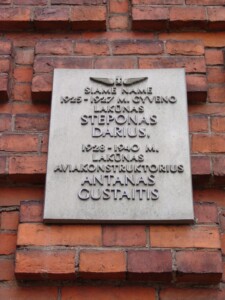 ŠIAME NAME
1925-1927 M. GYVENO
LAKŪNAS
STEPONAS
DARIUS,
1928-1940 M.
LAKŪNAS
AVIAKONSTRUKTORIUS
ANTANAS
GUSTAITIS